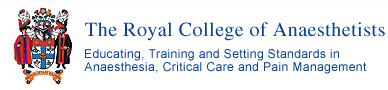 The Royal College of Anaesthetists
Educating, Training and Setting Standards in
Anaesthesia, Critical Care and Pain Management